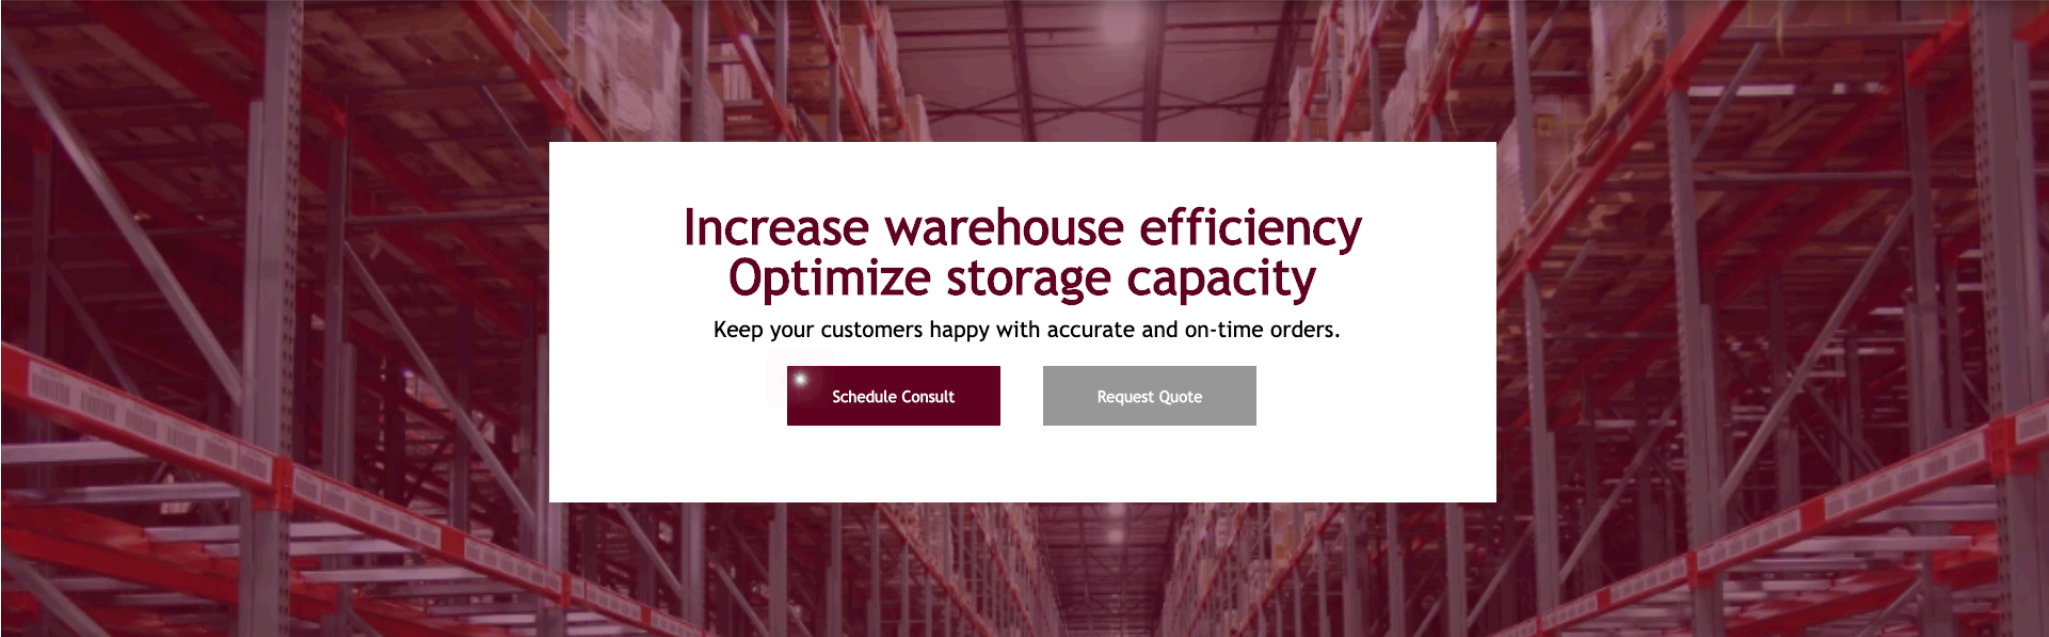 Increase warehouse efficiency
Optimize storage capacity
Keep your customers happy with accurate and on-time orders.
Schedule Consult
Request Quote